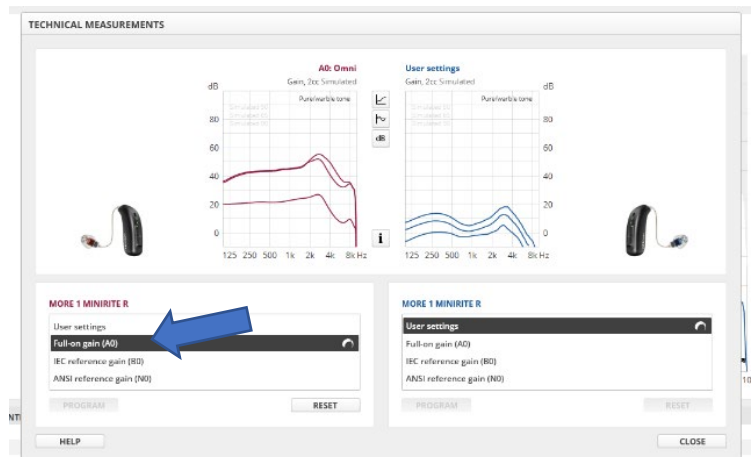 TECHNICAL MEASUREMENTS
A0: Omni
Gain, 2cc Simulated
dB
Pure/warble tone
80
60
40
20
0
125 250 500 1k 2k 4k 8k Hz
dB
i
User settings
Gain, 2cc Simulated
dB
Pure/warble tone
80
60
40
20
0
125 250 500 1k 2k 4k 8k Hz
MORE 1 MINIRITE R
User settings
Full-on gain (A0)
IEC reference gain (B0)
ANSI reference gain (N0)
PROGRAM
RESET
MORE 1 MINIRITE R
User settings
Full-on gain (A0)
IEC reference gain (B0)
ANSI reference gain (N0)
PROGRAM
RESET
HELP
CLOSE
10
NTI